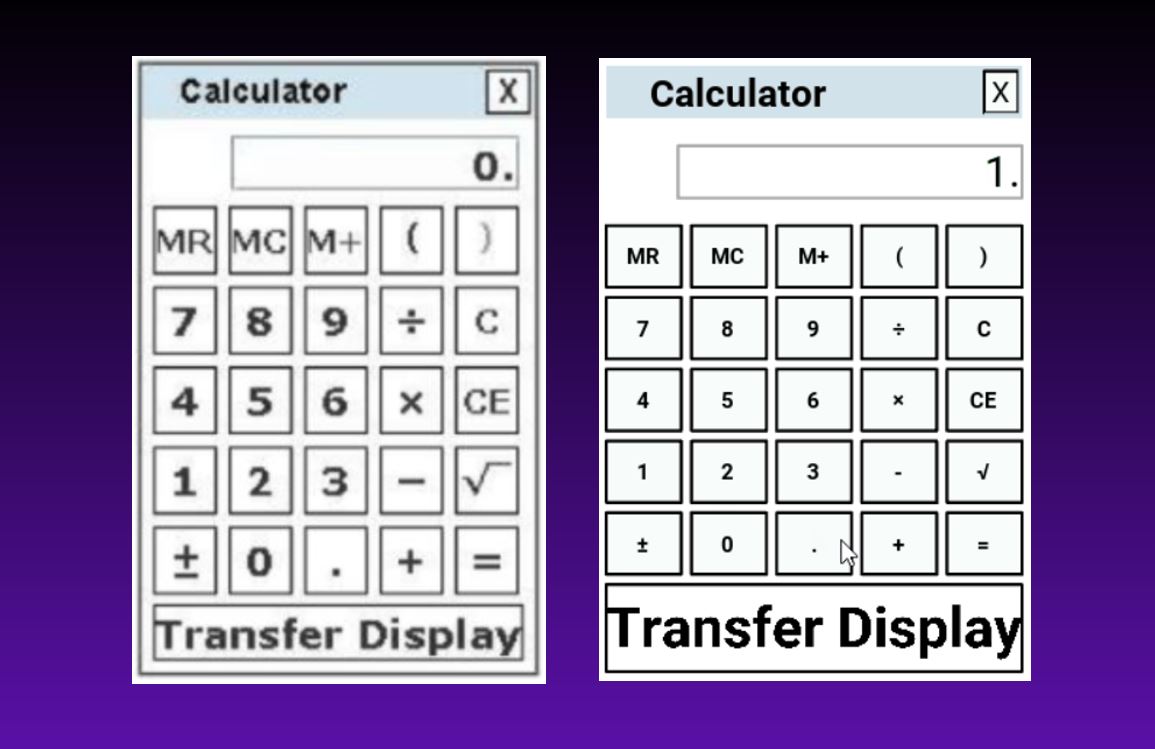 Calculator X
0.
MR MC M+ ( )
7 8 9 ÷ C
4 5 6 × CE
1 2 3 − √
± 0 . + =
Transfer Display
Calculator X
1.
MR MC M+ ( )
7 8 9 ÷ C
4 5 6 × CE
1 2 3 - √
± 0 . + =
Transfer Display